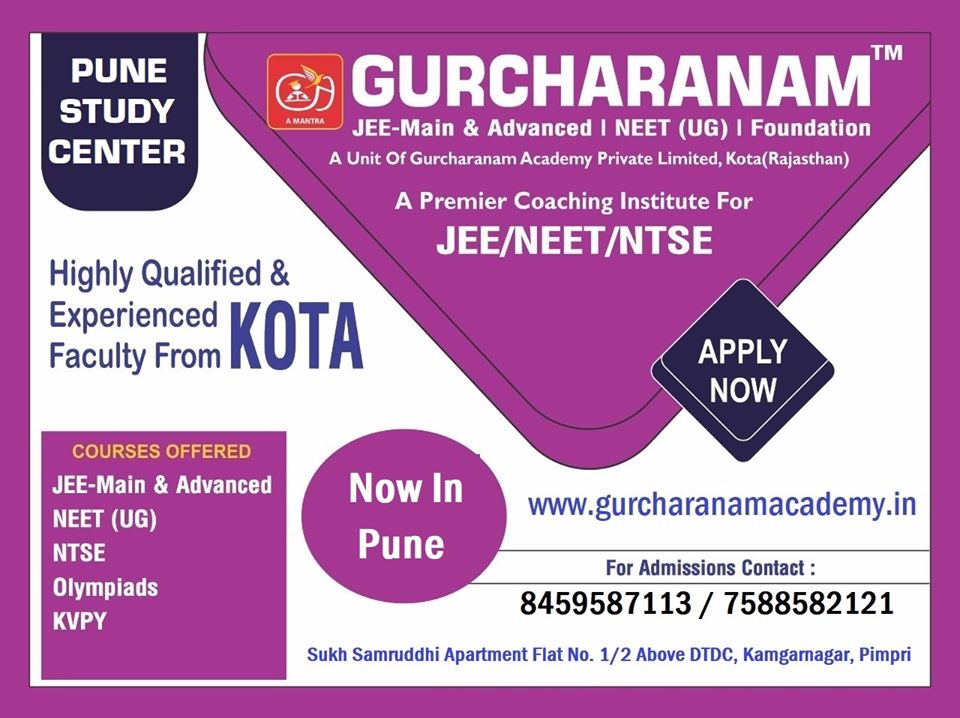 PUNE
STUDY
CENTER
A MANTRA
GURCHARANAM™
JEE-Main & Advanced | NEET (UG) | Foundation
A Unit Of Gurcharanam Academy Private Limited, Kota(Rajasthan)
A Premier Coaching Institute For
JEE/NEET/NTSE
Highly Qualified &
Experienced
Faculty From KOTA
APPLY
NOW
COURSES OFFERED
JEE-Main & Advanced
NEET (UG)
NTSE
Olympiads
KVPY
Now In
Pune
www.gurcharanamacademy.in
For Admissions Contact :
8459587113 / 7588582121
Sukh Samruddhi Apartment Flat No. 1/2 Above DTDC, Kamgarnagar, Pimpri